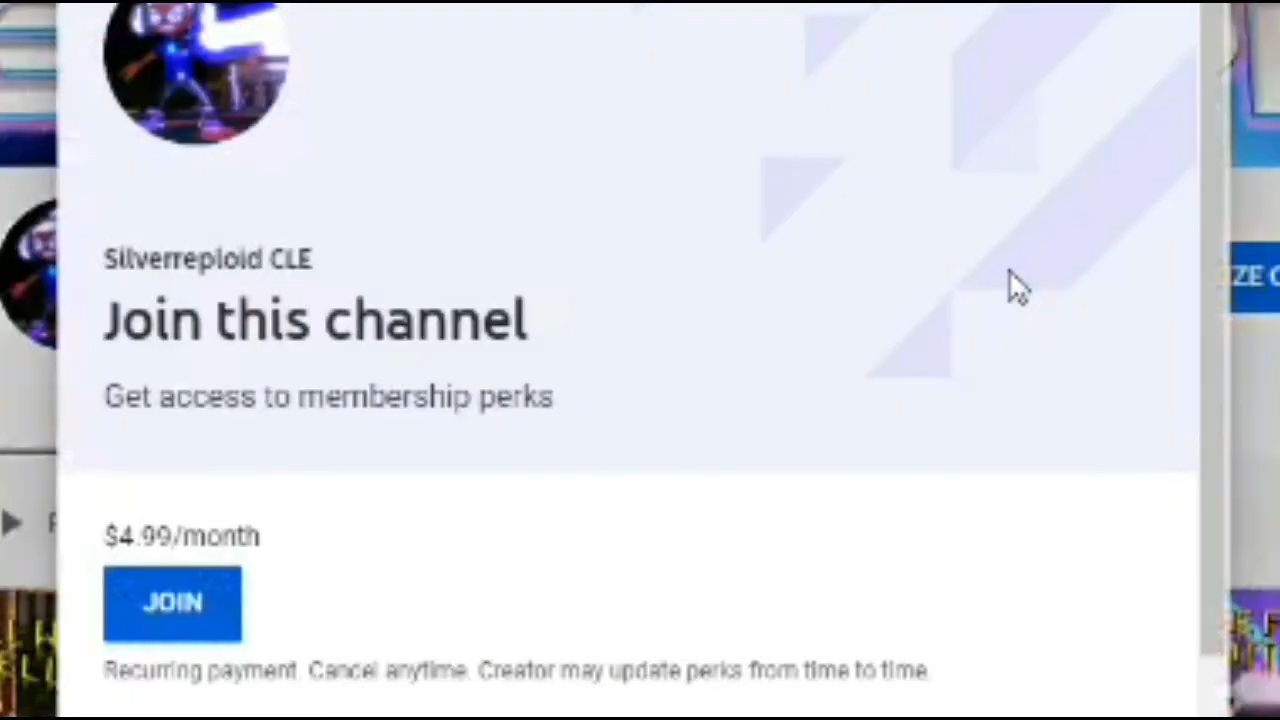 Silverreploid CLE
Join this channel
Get access to membership perks
$4.99/month
JOIN
Recurring payment. Cancel anytime. Creator may update perks from time to time.